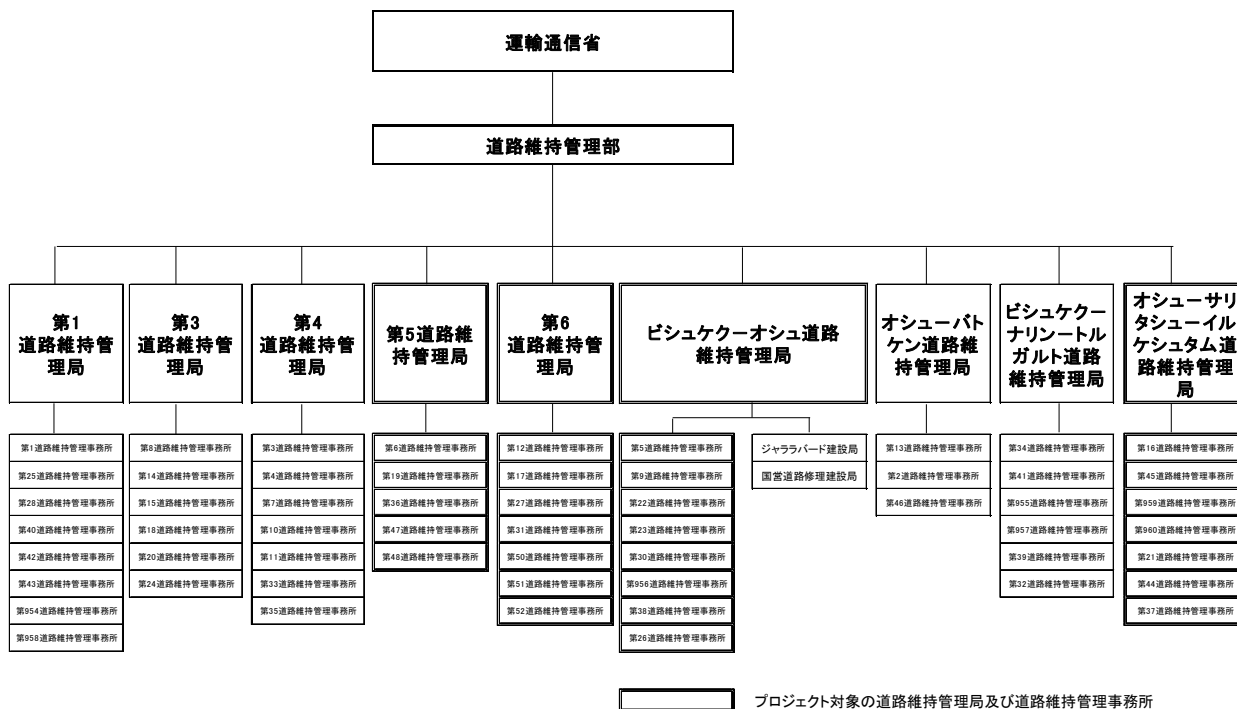 運輸通信省
道路維持管理部
第1
道路維持管
理局
第3
道路維持管
理局
第4
道路維持管
理局
第5道路維
持管理局
第6
道路維持管
理局
ビシュケクーオシュ道路
維持管理局
オシューバト
ケン道路維
持管理局
ビシュケクー
ナリンートル
ガルト道路
維持管理局
オシューサリ
タシューイル
ケシュタム道
路維持管理
局
第1道路維持管理事務所
第25道路維持管理事務所
第28道路維持管理事務所
第40道路維持管理事務所
第42道路維持管理事務所
第43道路維持管理事務所
第954道路維持管理事務所
第958道路維持管理事務所
第8道路維持管理事務所
第14道路維持管理事務所
第15道路維持管理事務所
第18道路維持管理事務所
第20道路維持管理事務所
第24道路維持管理事務所
第3道路維持管理事務所
第4道路維持管理事務所
第7道路維持管理事務所
第10道路維持管理事務所
第11道路維持管理事務所
第33道路維持管理事務所
第35道路維持管理事務所
第6道路維持管理事務所
第19道路維持管理事務所
第36道路維持管理事務所
第47道路維持管理事務所
第48道路維持管理事務所
第12道路維持管理事務所
第17道路維持管理事務所
第27道路維持管理事務所
第31道路維持管理事務所
第50道路維持管理事務所
第51道路維持管理事務所
第52道路維持管理事務所
第5道路維持管理事務所
第9道路維持管理事務所
第22道路維持管理事務所
第23道路維持管理事務所
第30道路維持管理事務所
第956道路維持管理事務所
第38道路維持管理事務所
第26道路維持管理事務所
ジャララバード建設局
国営道路修理建設局
第13道路維持管理事務所
第2道路維持管理事務所
第46道路維持管理事務所
第34道路維持管理事務所
第41道路維持管理事務所
第955道路維持管理事務所
第957道路維持管理事務所
第39道路維持管理事務所
第32道路維持管理事務所
第16道路維持管理事務所
第45道路維持管理事務所
第959道路維持管理事務所
第960道路維持管理事務所
第21道路維持管理事務所
第44道路維持管理事務所
第37道路維持管理事務所
プロジェクト対象の道路維持管理局及び道路維持管理事務所